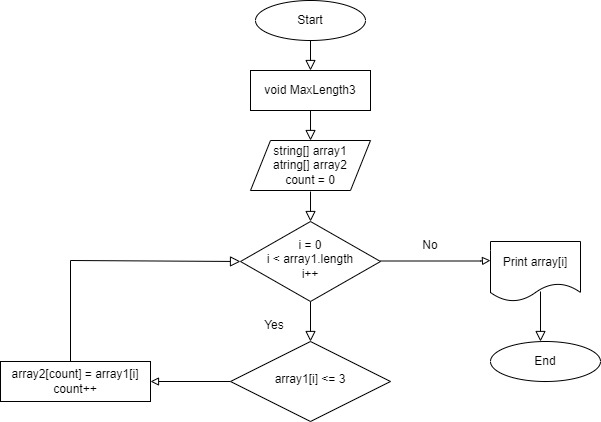 Start
void MaxLength3
string[] array1
atring[] array2
count = 0
i = 0
i < array1.length
i++
No
Print array[i]
Yes
End
array1[i] <= 3
array2[count] = array1[i]
count++